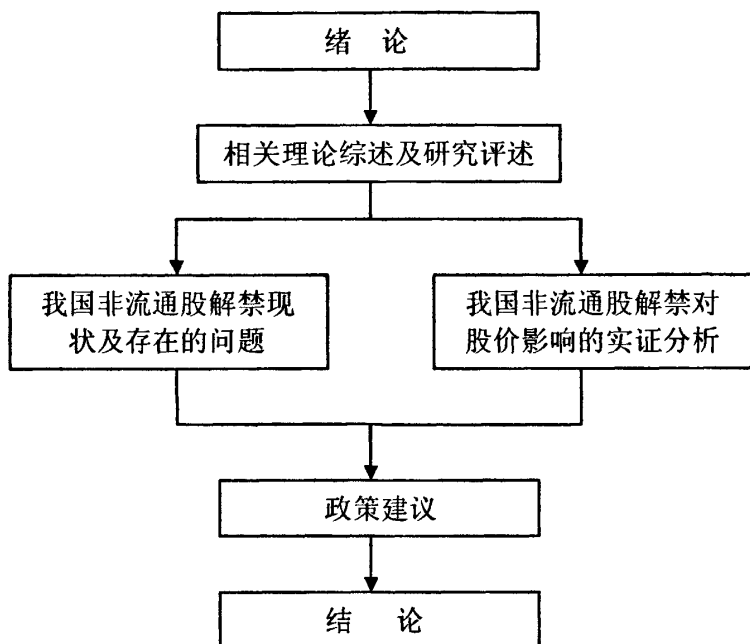 绪 论
相关理论综述及研究评述
我国非流通股解禁现
状及存在的问题
我国非流通股解禁对
股价影响的实证分析
政策建议
结 论